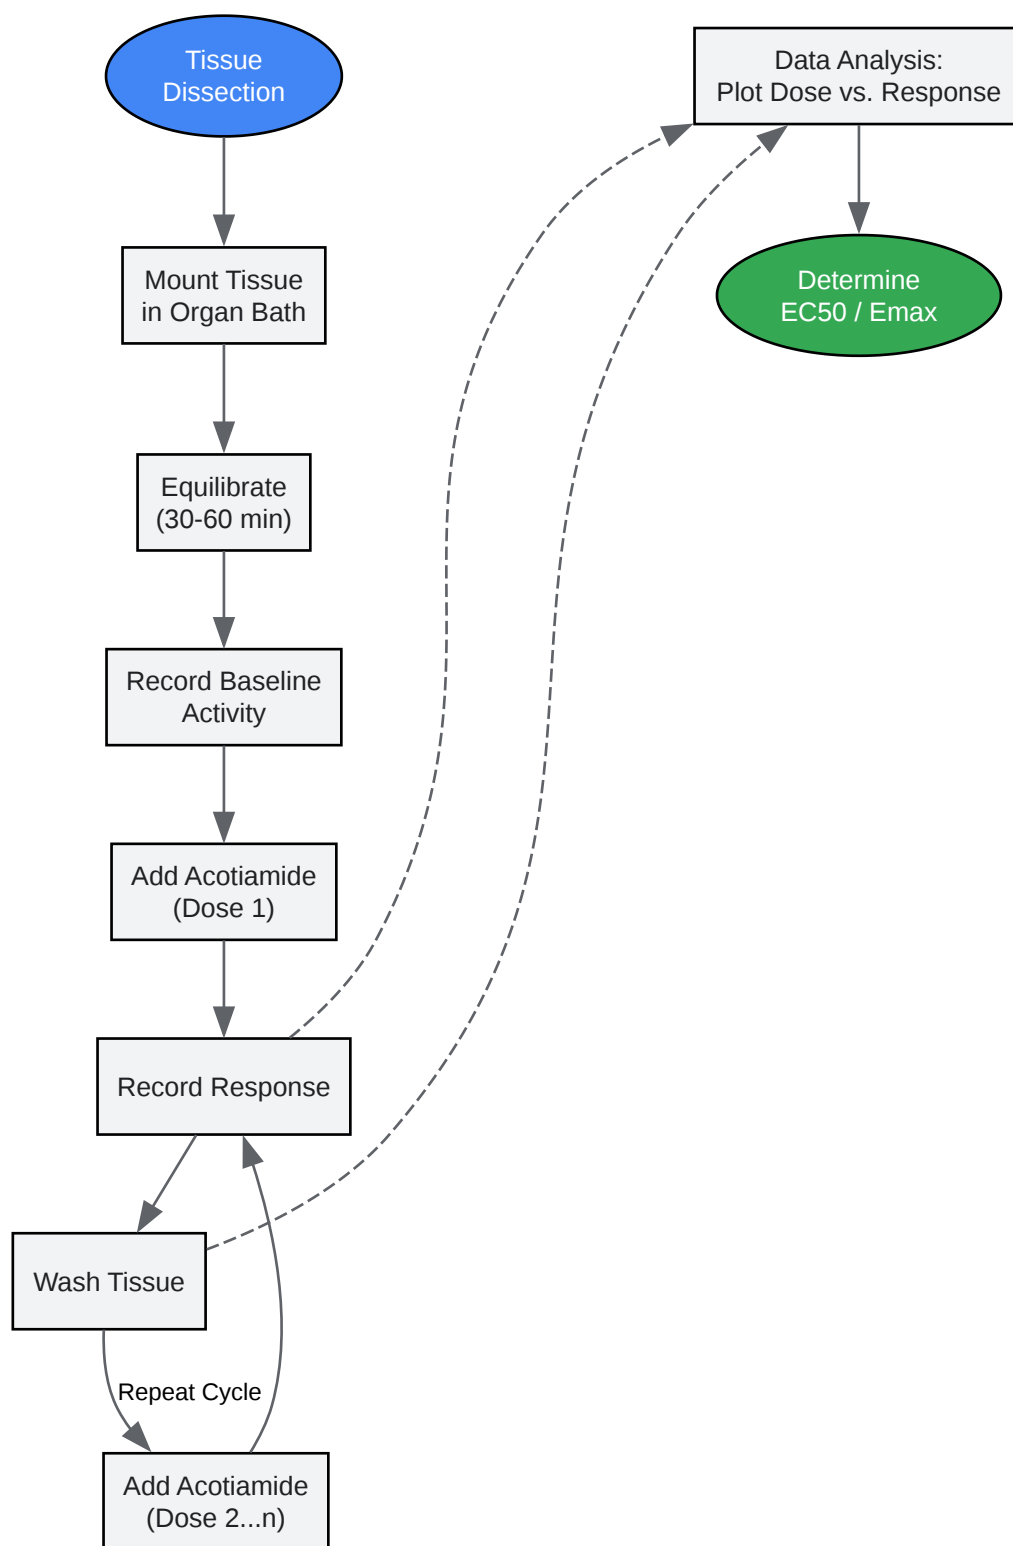 Tissue
Dissection
Mount Tissue
in Organ Bath
Equilibrate
(30-60 min)
Record Baseline
Activity
Add Acotiamide
(Dose 1)
Record Response
Wash Tissue
Repeat Cycle
Add Acotiamide
(Dose 2...n)
Data Analysis:
Plot Dose vs. Response
Determine
EC50 / Emax